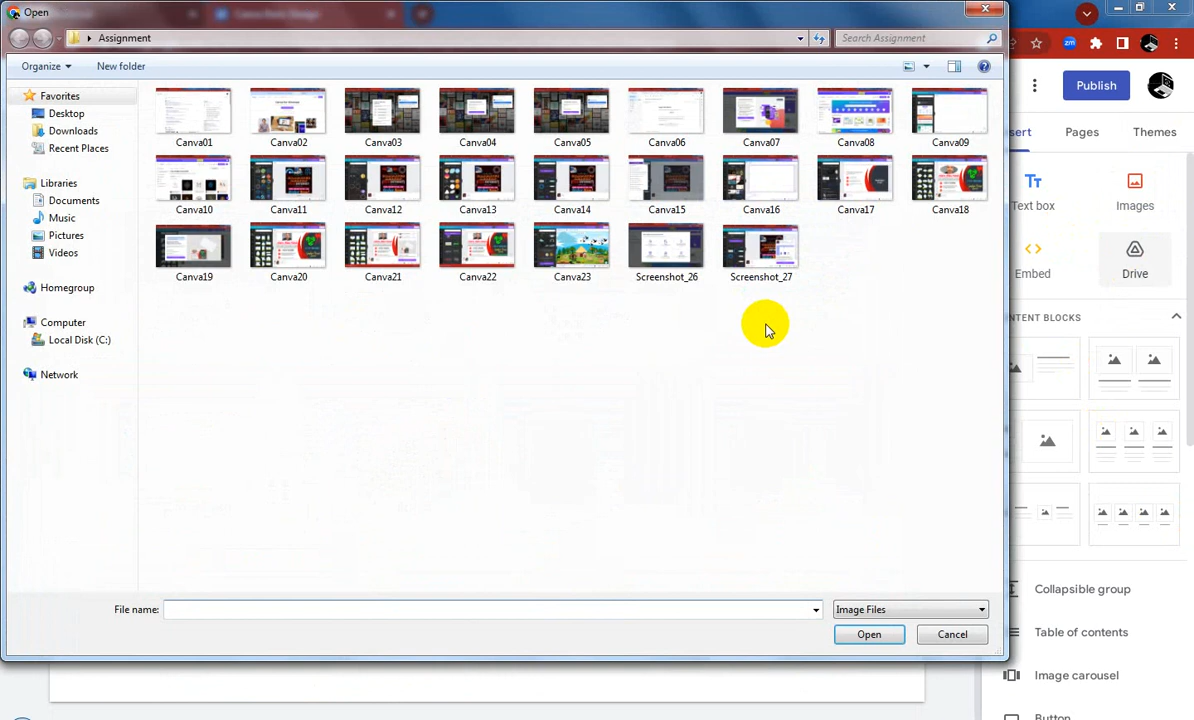 Open
Assignment
Search Assignment
Organize
New folder
Publish
Insert
Pages
Themes
Favorites
Desktop
Downloads
Recent Places
Libraries
Documents
Music
Pictures
Videos
Homegroup
Computer
Local Disk (C:)
Network
Canva01 Canva02 Canva03 Canva04 Canva05 Canva06 Canva07 Canva08 Canva09
Canva10 Canva11 Canva12 Canva13 Canva14 Canva15 Canva16 Canva17 Canva18
Canva19 Canva20 Canva21 Canva22 Canva23 Screenshot_26 Screenshot_27
Text box
Images
Embed
Drive
NTENT BLOCKS
Collapsible group
Table of contents
Image carousel
Button
File name:
Image Files
Open
Cancel